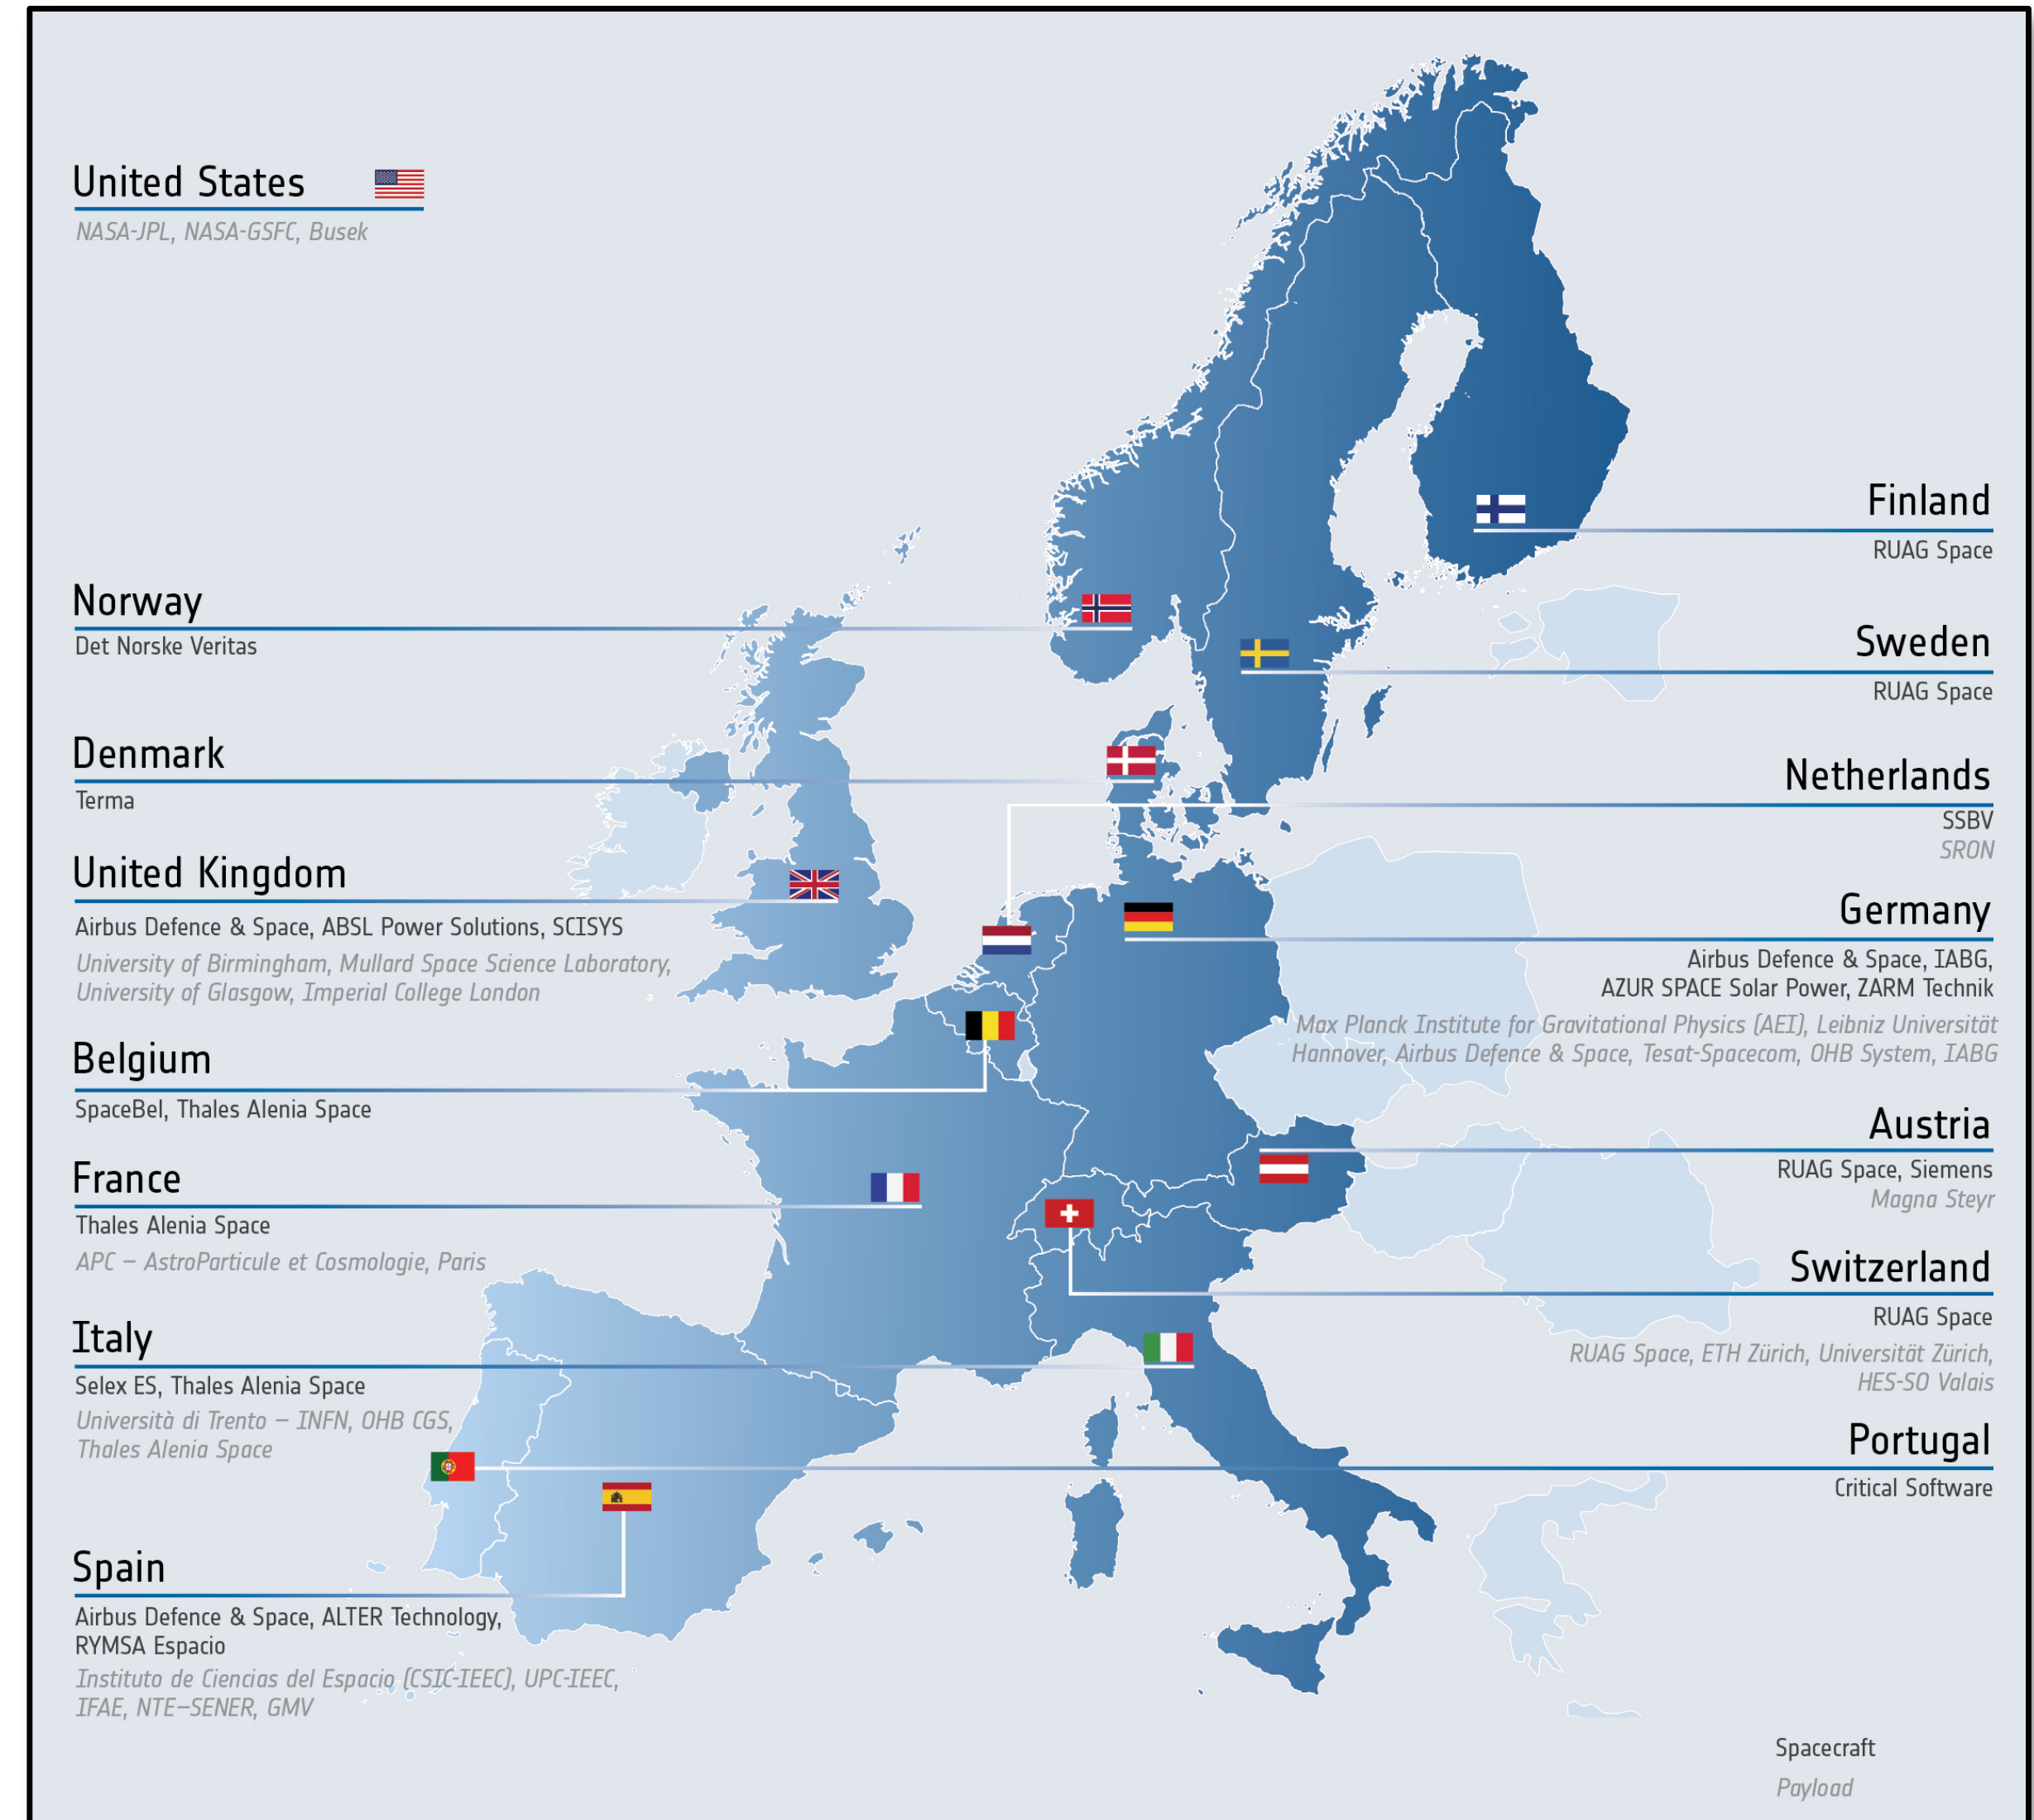 United States
NASA-JPL, NASA-GSFC, Busek
Norway
Det Norske Veritas
Denmark
Terma
United Kingdom
Airbus Defence & Space, ABSL Power Solutions, SCISYS
University of Birmingham, Mullard Space Science Laboratory,
University of Glasgow, Imperial College London
Belgium
SpaceBel, Thales Alenia Space
France
Thales Alenia Space
APC – AstroParticule et Cosmologie, Paris
Italy
Selex ES, Thales Alenia Space
Università di Trento – INFN, OHB CGS,
Thales Alenia Space
Spain
Airbus Defence & Space, ALTER Technology,
RYMSA Espacio
Instituto de Ciencias del Espacio (CSIC-IEEC), UPC-IEEC,
IFAE, NTE–SENER, GMV
Finland
RUAG Space
Sweden
RUAG Space
Netherlands
SSBV
SRON
Germany
Airbus Defence & Space, IABG,
AZUR SPACE Solar Power, ZARM Technik
Max Planck Institute for Gravitational Physics (AEI), Leibniz Universität
Hannover, Airbus Defence & Space, Tesat-Spacecom, OHB System, IABG
Austria
RUAG Space, Siemens
Magna Steyr
Switzerland
RUAG Space
RUAG Space, ETH Zürich, Universität Zürich,
HES-SO Valais
Portugal
Critical Software
Spacecraft
Payload